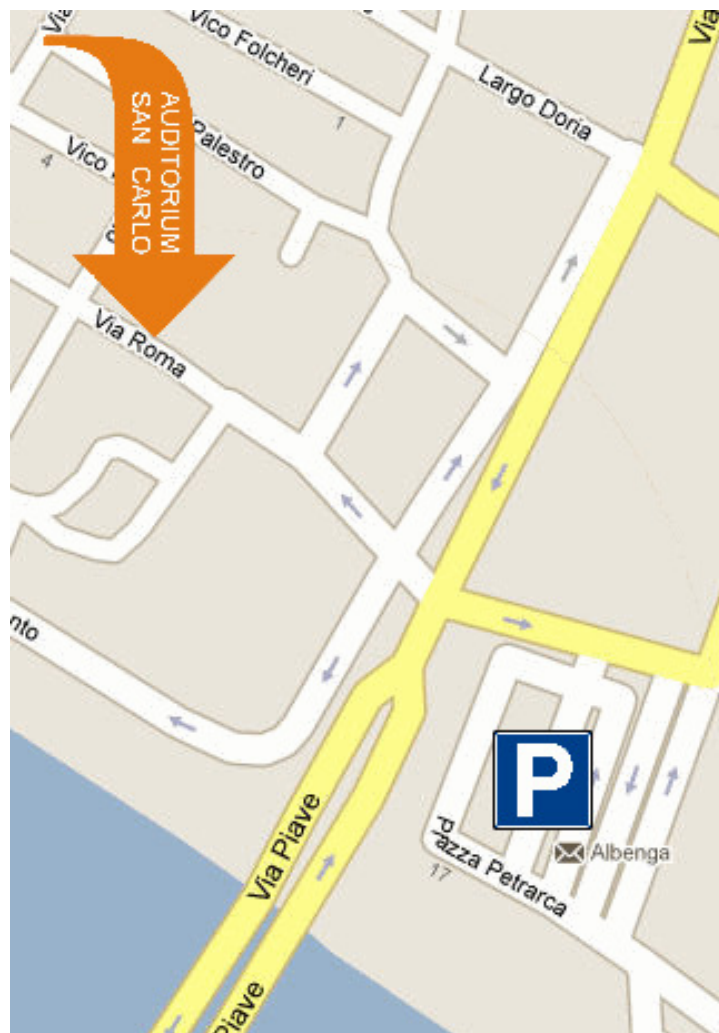 Via
Via
Vico Folcheri
1
Largo Doria
AUDITORIUM
SAN CARLO
Palestro
Vico
4
Via Roma
nto
P
Via Piave
Piazza Petrarca
17
Albenga
Piave